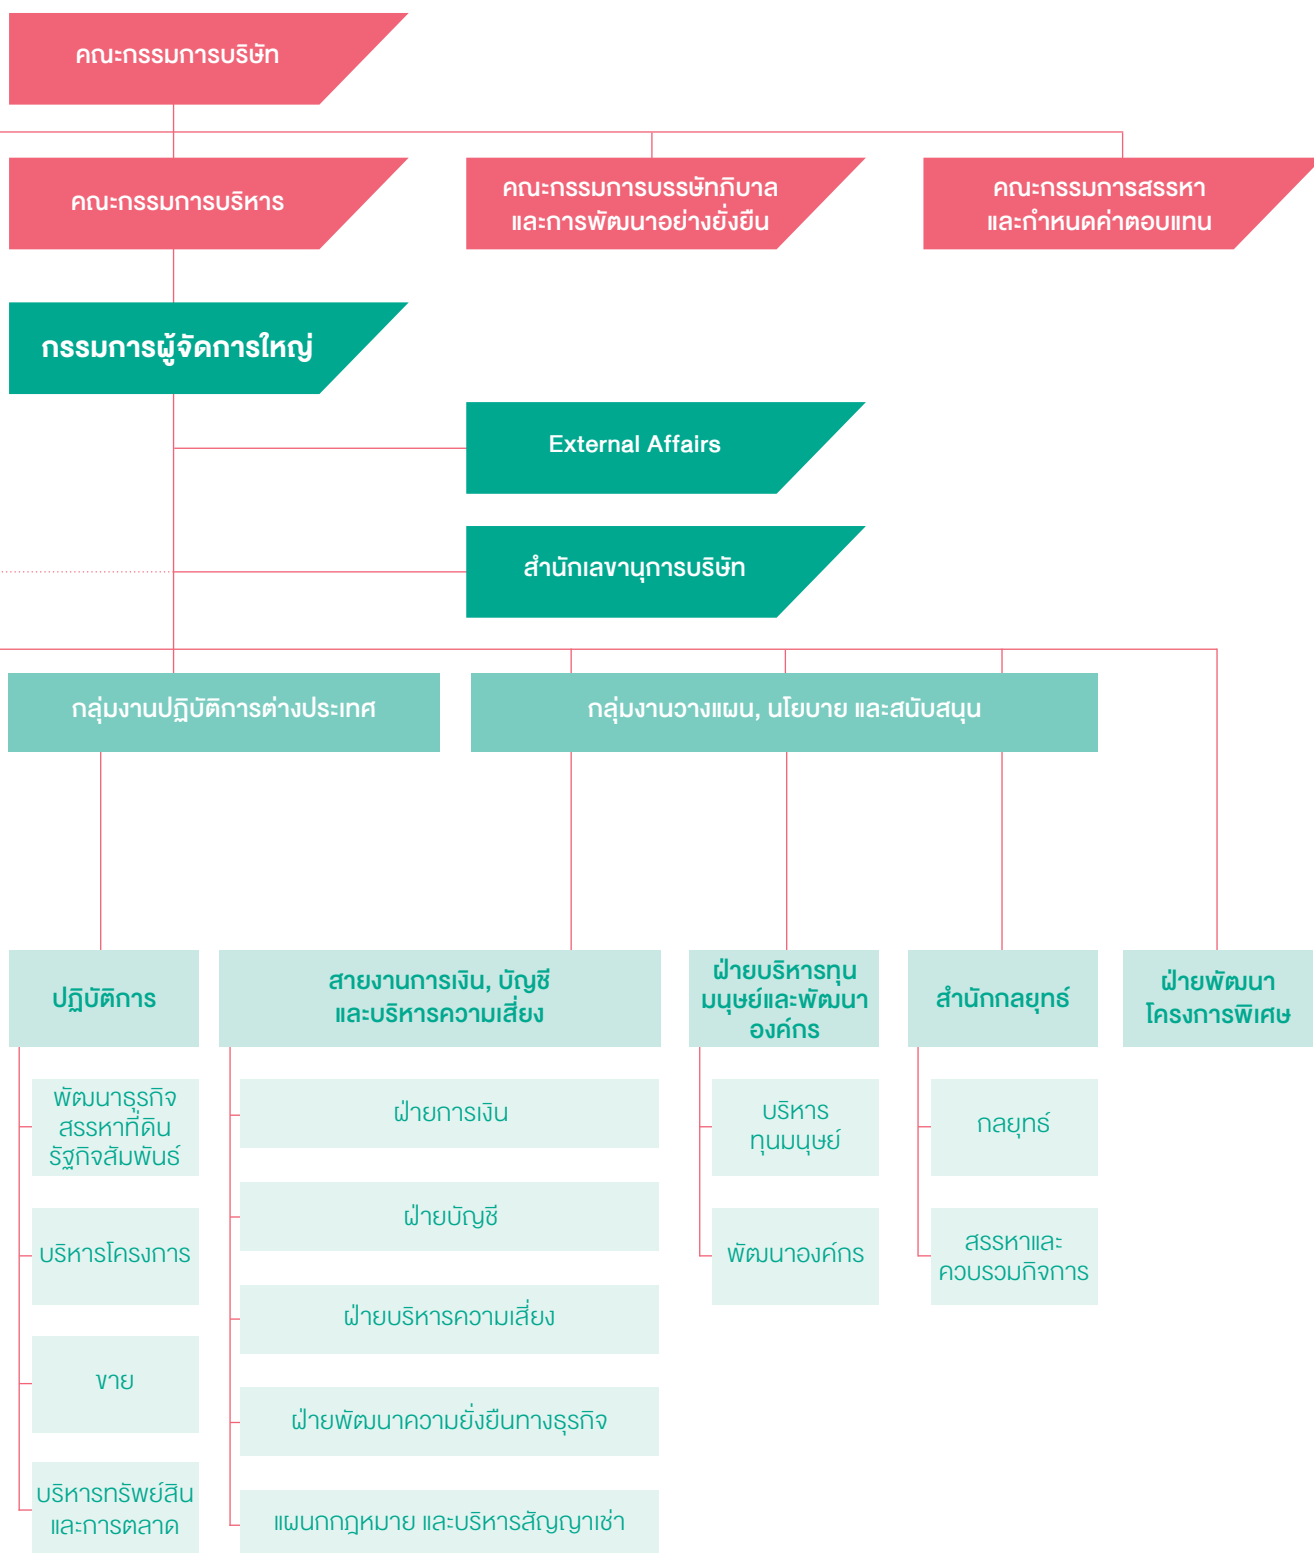 คณะกรรมการบริษัท
คณะกรรมการบริหาร
คณะกรรมการบรรษัทภิบาล
และการพัฒนาอย่างยั่งยืน
คณะกรรมการสรรหา
และกำหนดค่าตอบแทน
กรรมการผู้จัดการใหญ่
External Affairs
สำนักเลขานุการบริษัท
กลุ่มงานปฏิบัติการต่างประเทศ
กลุ่มงานวางแผน, นโยบาย และสนับสนุน
ปฏิบัติการ
พัฒนาธุรกิจ
สรรหาที่ดิน
รัฐกิจสัมพันธ์
บริหารโครงการ
ขาย
บริหารทรัพย์สิน
และการตลาด
สายงานการเงิน, บัญชี
และบริหารความเสี่ยง
ฝ่ายการเงิน
ฝ่ายบัญชี
ฝ่ายบริหารความเสี่ยง
ฝ่ายพัฒนาความยั่งยืนทางธุรกิจ
แผนกกฎหมาย และบริหารสัญญาเช่า
ฝ่ายบริหารทุน
มนุษย์และพัฒนา
องค์กร
บริหาร
ทุนมนุษย์
พัฒนาองค์กร
สำนักกลยุทธ์
กลยุทธ์
สรรหาและ
ควบรวมกิจการ
ฝ่ายพัฒนา
โครงการพิเศษ